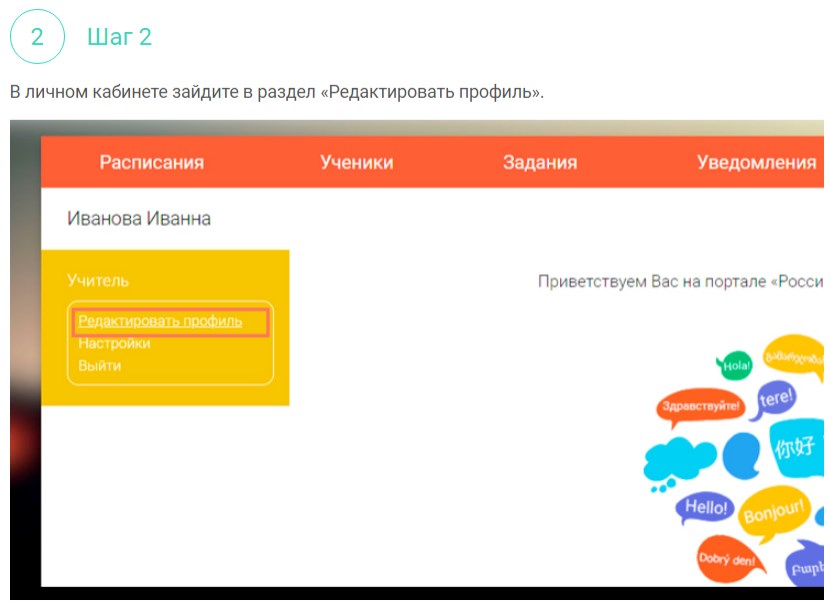 2
Шаг 2
В личном кабинете зайдите в раздел «Редактировать профиль».
Расписания Ученики Задания Уведомления
Иванова Иванна
Учитель
Приветствуем Вас на портале «Росси
Редактировать профиль
Настройки
Выйти
Hola!
Здравствуйте!
tere!
你好
Hello!
Bonjour!
Dobrý den!